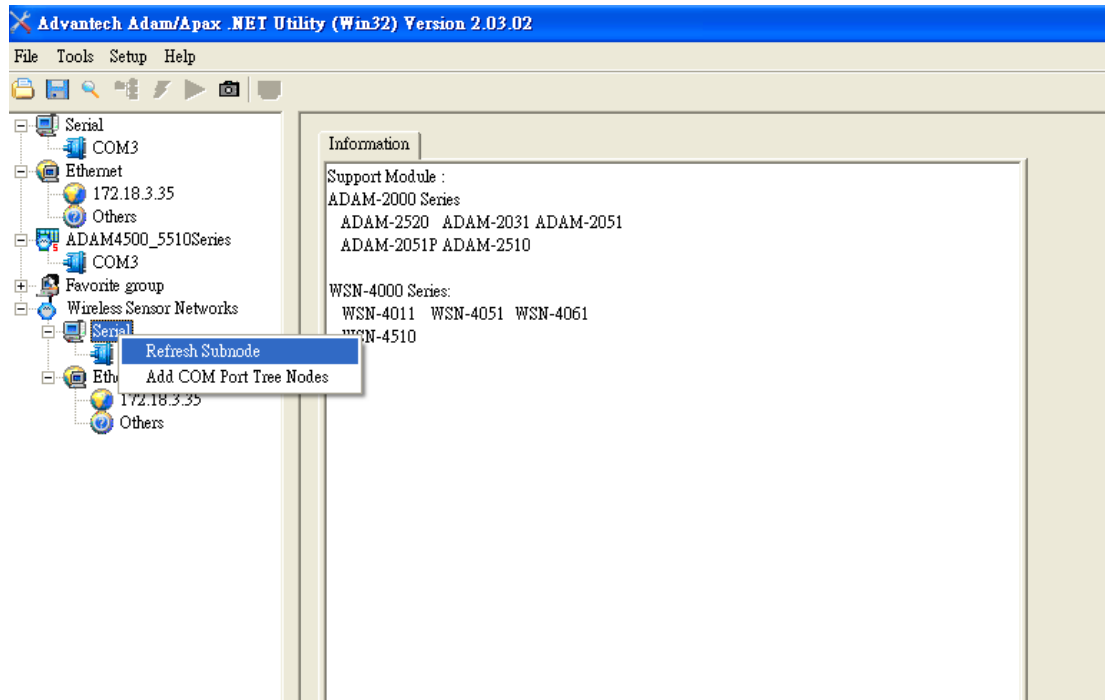 Advantech Adam/Apax .NET Utility (Win32) Version 2.03.02
File Tools Setup Help
Serial
COM3
Ethernet
172.18.3.35
Others
ADAM4500_5510Series
COM3
Favorite group
Wireless Sensor Networks
Serial
Refresh Subnode
Add COM Port Tree Nodes
172.18.3.35
Others
Information
Support Module :
ADAM-2000 Series
ADAM-2520 ADAM-2031 ADAM-2051
ADAM-2051P ADAM-2510
WSN-4000 Series:
WSN-4011 WSN-4051 WSN-4061
WSN-4510